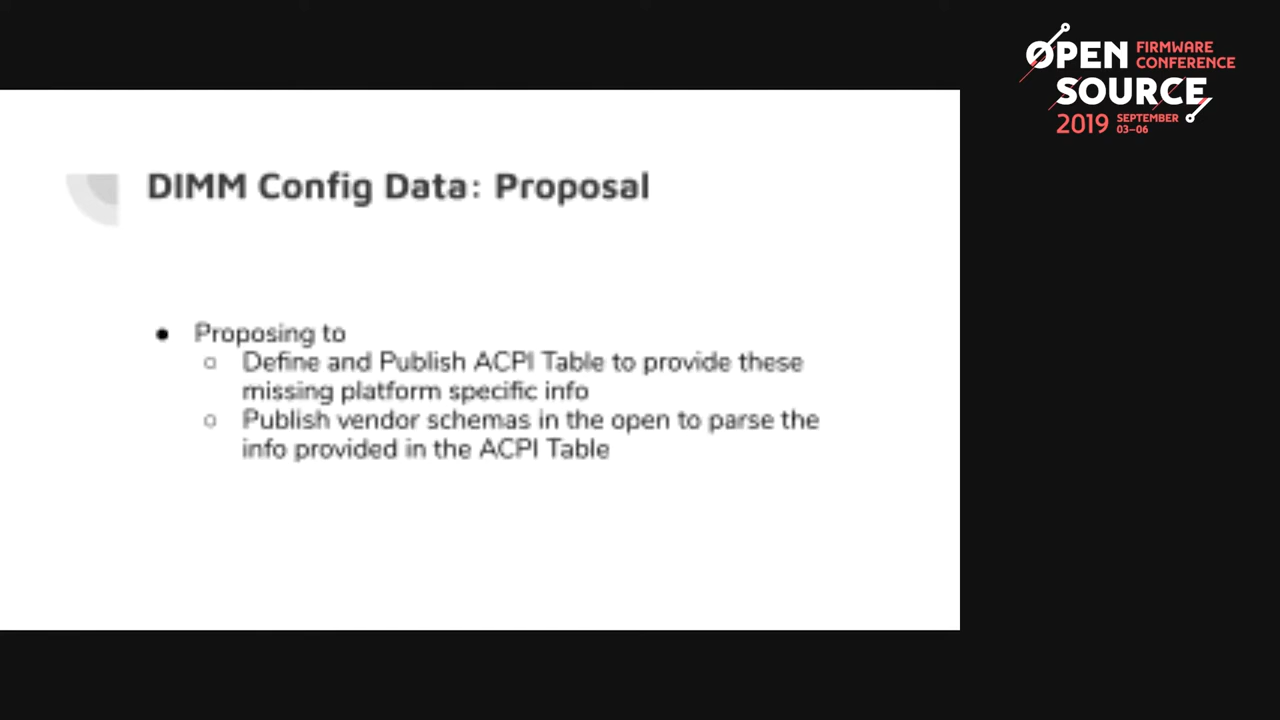 OPEN FIRMWARE
CONFERENCE
SOURCE
2019 SEPTEMBER
03–06
DIMM Config Data: Proposal
● Proposing to
○ Define and Publish ACPI Table to provide these
missing platform specific info
○ Publish vendor schemas in the open to parse the
info provided in the ACPI Table